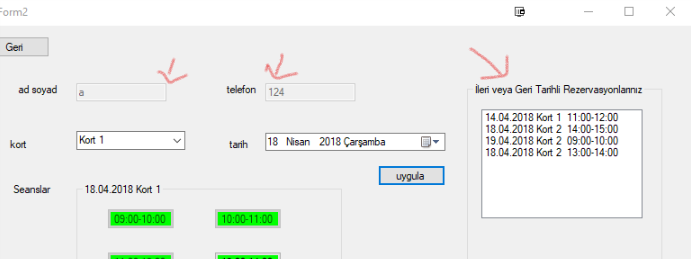 Form2
Geri
ad soyad
a
telefon
124
kort
Kort 1
tarih
18 Nisan 2018 Çarşamba
uygula
İleri veya Geri Tarihli Rezervasyonlarınız
14.04.2018 Kort 1 11:00-12:00
18.04.2018 Kort 2 14:00-15:00
19.04.2018 Kort 2 09:00-10:00
18.04.2018 Kort 2 13:00-14:00
Seanslar
18.04.2018 Kort 1
09:00-10:00
10:00-11:00